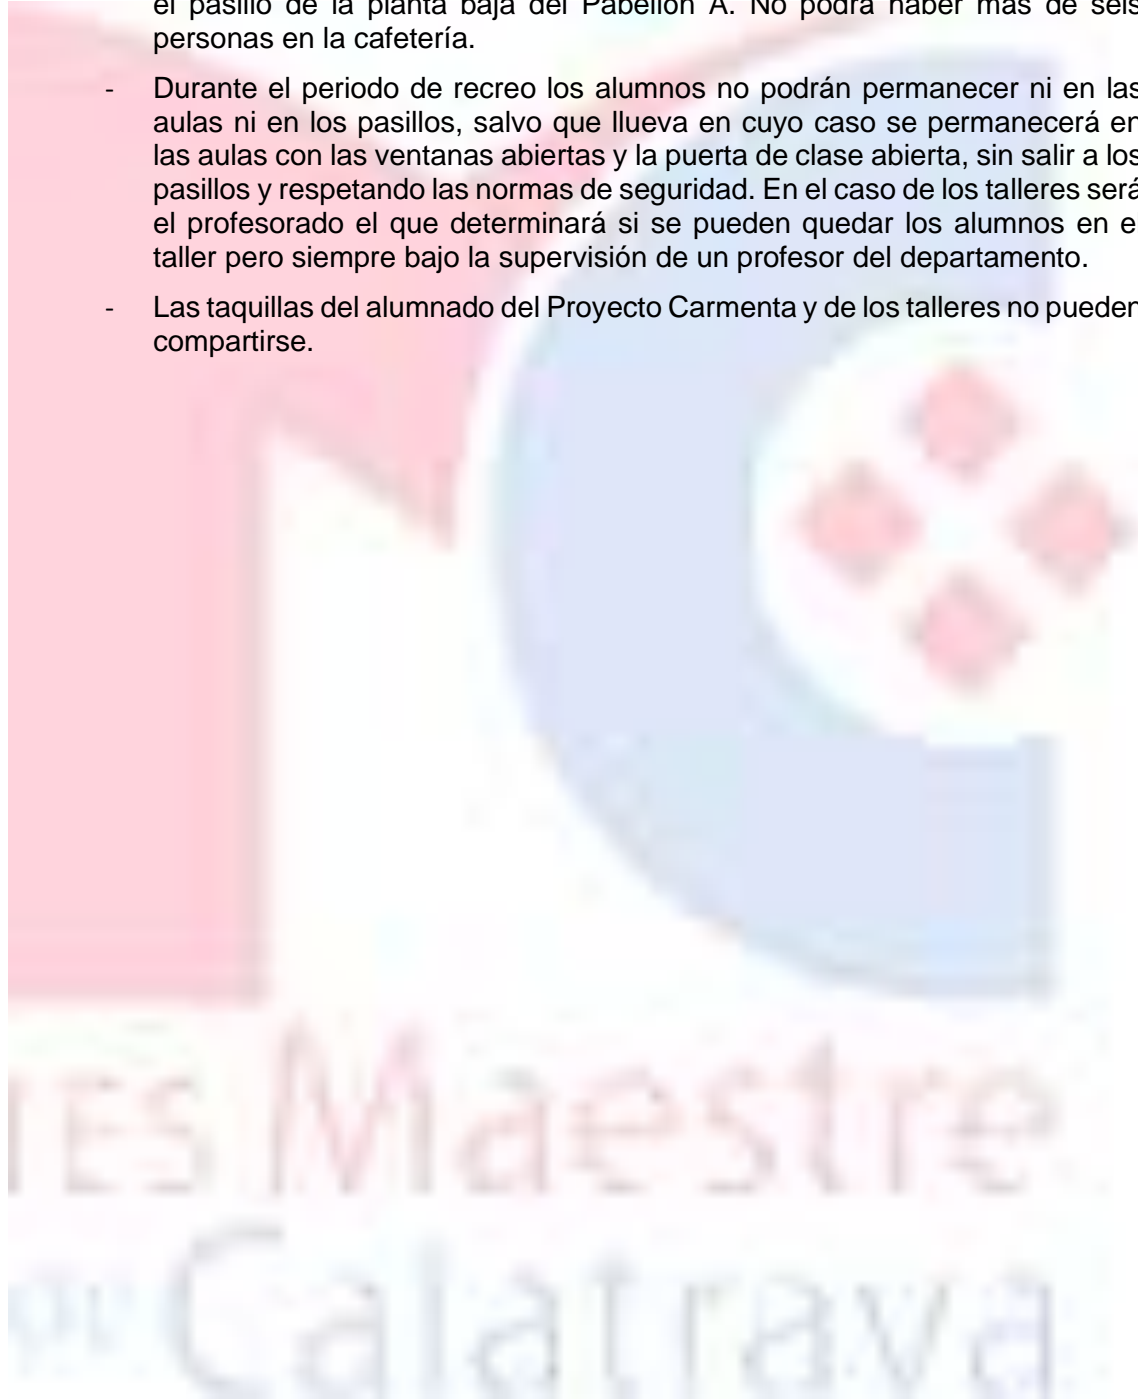 el pasillo de la planta baja del Pabellón A. No podrá haber más de seis
personas en la cafetería.
- Durante el periodo de recreo los alumnos no podrán permanecer ni en las
aulas ni en los pasillos, salvo que llueva en cuyo caso se permanecerá en
las aulas con las ventanas abiertas y la puerta de clase abierta, sin salir a los
pasillos y respetando las normas de seguridad. En el caso de los talleres será
el profesorado el que determinará si se pueden quedar los alumnos en el
taller pero siempre bajo la supervisión de un profesor del departamento.
- Las taquillas del alumnado del Proyecto Carmenta y de los talleres no pueden
compartirse.
IES Maestre
de Calatrava